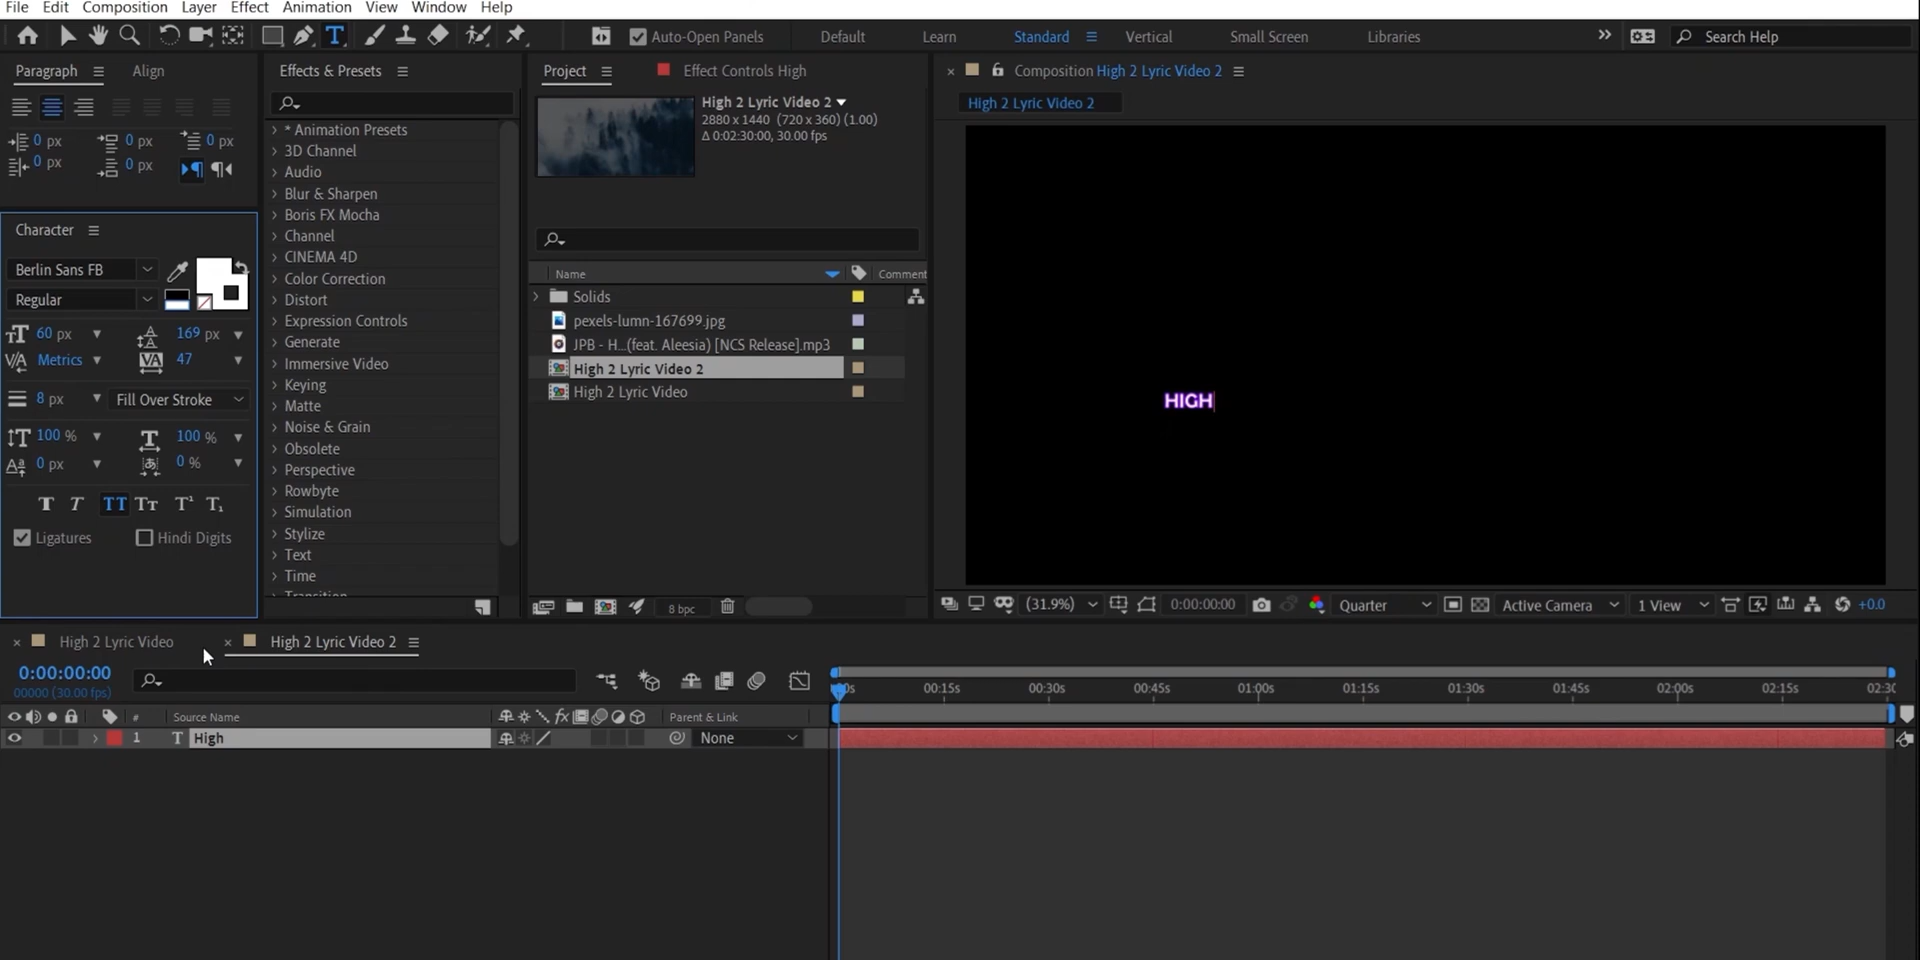 File Edit Composition Layer Effect Animation View Window Help
Auto-Open Panels Default Learn Standard Vertical Small Screen Libraries Search Help
Paragraph Align
0 px 0 px 0 px
0 px 0 px
Character
Berlin Sans FB
Regular
60 px 169 px
Metrics 47
8 px Fill Over Stroke
100 % 100 %
0 px 0 %
T T TT Tt T¹ T₁
Ligatures Hindi Digits
Effects & Presets
* Animation Presets
3D Channel
Audio
Blur & Sharpen
Boris FX Mocha
Channel
CINEMA 4D
Color Correction
Distort
Expression Controls
Generate
Immersive Video
Keying
Matte
Noise & Grain
Obsolete
Perspective
Rowbyte
Simulation
Stylize
Text
Time
Transition
Project Effect Controls High
High 2 Lyric Video 2
2880 x 1440 (720 x 360) (1.00)
Δ 0:02:30:00, 30.00 fps
Name Comment
Solids
pexels-lumn-167699.jpg
JPB - H...(feat. Aleesia) [NCS Release].mp3
High 2 Lyric Video 2
High 2 Lyric Video
8 bpc
Composition High 2 Lyric Video 2
High 2 Lyric Video 2
HIGH
(31.9%) 0:00:00:00 Quarter Active Camera 1 View +0.0
High 2 Lyric Video High 2 Lyric Video 2
0:00:00:00
00000 (30.00 fps)
00:15s 00:30s 00:45s 01:00s 01:15s 01:30s 01:45s 02:00s 02:15s
# Source Name Parent & Link
1 T High None